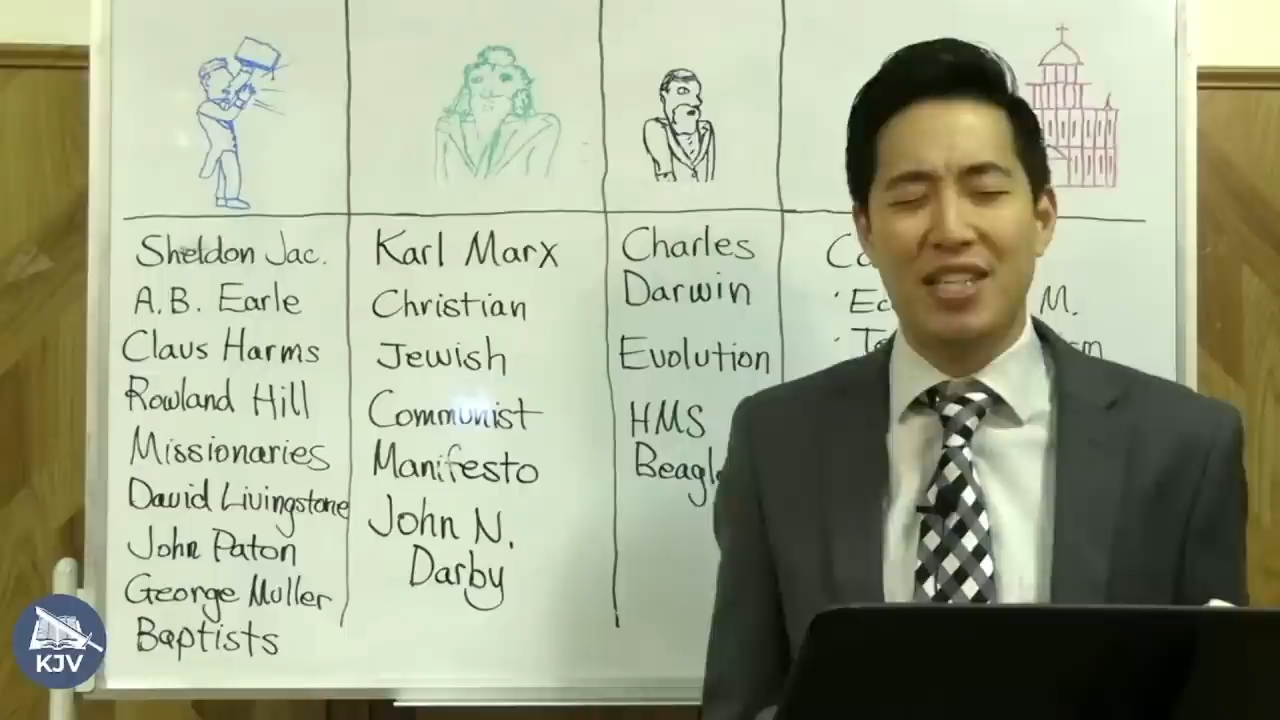 Sheldon Jac.
A.B. Earle
Claus Harms
Rowland Hill
Missionaries
David Livingstone
John Paton
George Muller
Baptists
Karl Marx
Christian
Jewish
Communist
Manifesto
John N.
Darby
Charles
Darwin
Evolution
HMS
Beagle
M.
KJV